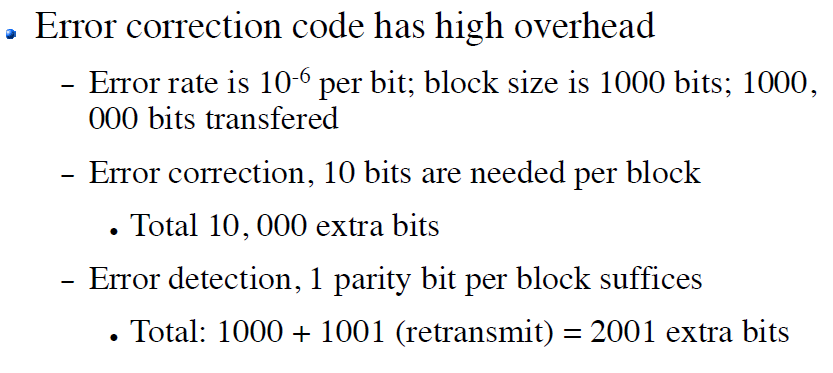 Error correction code has high overhead
– Error rate is 10⁻⁶ per bit; block size is 1000 bits; 1000,
000 bits transfered
– Error correction, 10 bits are needed per block
• Total 10, 000 extra bits
– Error detection, 1 parity bit per block suffices
• Total: 1000 + 1001 (retransmit) = 2001 extra bits